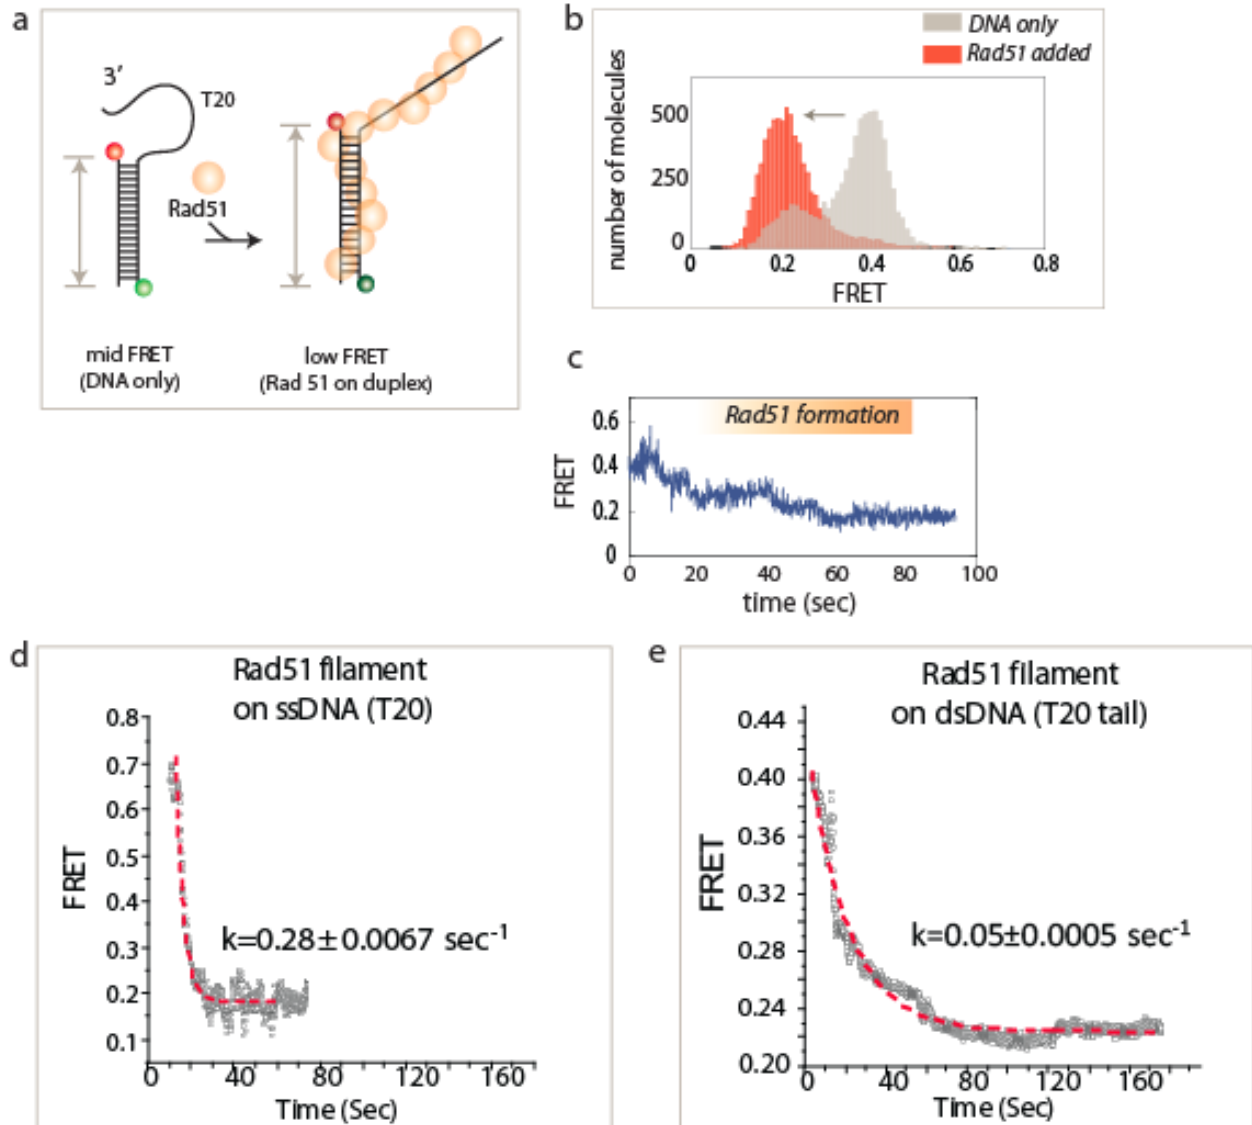 a
3′
T20
Rad51
mid FRET
(DNA only)
low FRET
(Rad 51 on duplex)
b
DNA only
Rad51 added
number of molecules
500
250
0
0
0.2
0.4
0.6
0.8
FRET
c
Rad51 formation
FRET
0.6
0.4
0.2
0
0
20
40
60
80
100
time (sec)
d
Rad51 filament
on ssDNA (T20)
FRET
0.8
0.7
0.6
0.5
0.4
0.3
0.2
0.1
k=0.28±0.0067 sec-1
0
40
80
120
160
Time (Sec)
e
Rad51 filament
on dsDNA (T20 tail)
FRET
0.44
0.40
0.36
0.32
0.28
0.24
0.20
k=0.05±0.0005 sec-1
0
40
80
120
160
Time (Sec)